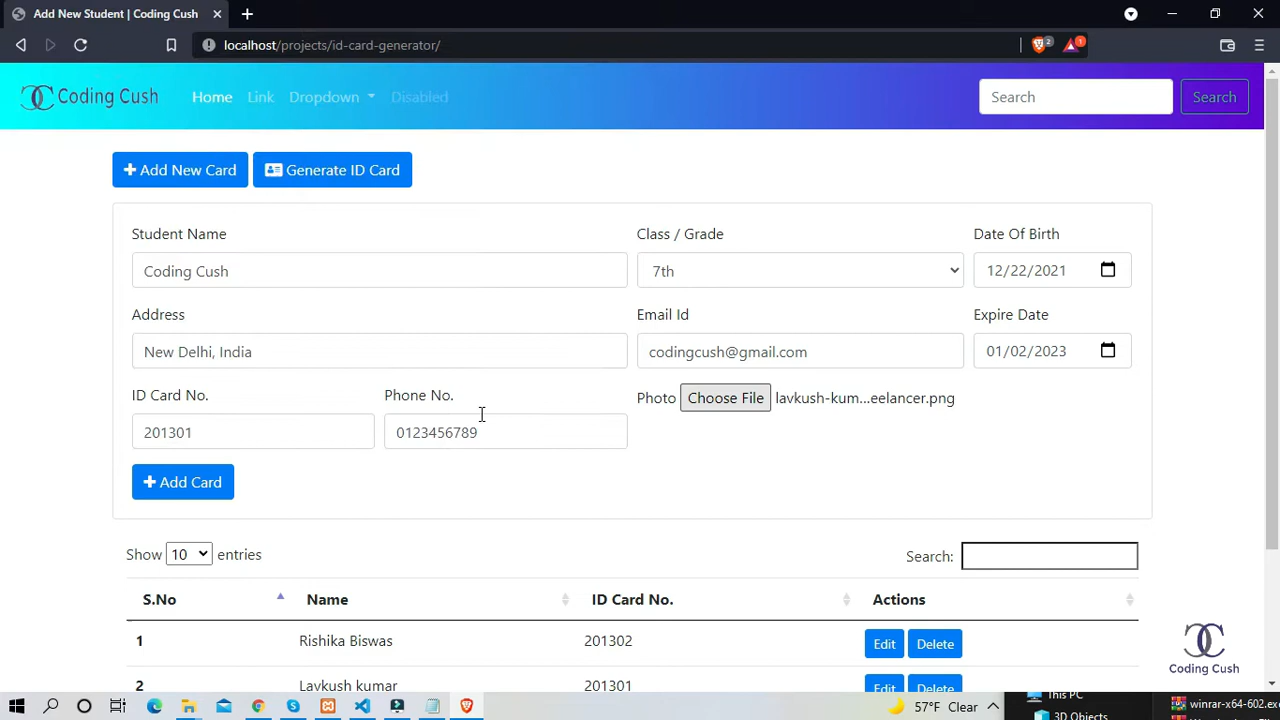 Add New Student | Coding Cush
localhost/projects/id-card-generator/
2
1
Coding Cush
Home Link Dropdown Disabled
Search
Search
Add New Card
Generate ID Card
Student Name
Class / Grade
Date Of Birth
Coding Cush
7th
12/22/2021
Address
Email Id
Expire Date
New Delhi, India
codingcush@gmail.com
01/02/2023
ID Card No.
Phone No.
Photo Choose File lavkush-kum...eelancer.png
201301
0123456789
Add Card
Show 10 entries
Search:
S.No Name ID Card No. Actions
1 Rishika Biswas 201302 Edit Delete
2 Lavkush kumar 201301 Edit Delete
Coding Cush
57°F Clear
This PC
3D Objects
winrar-x64-602.exe